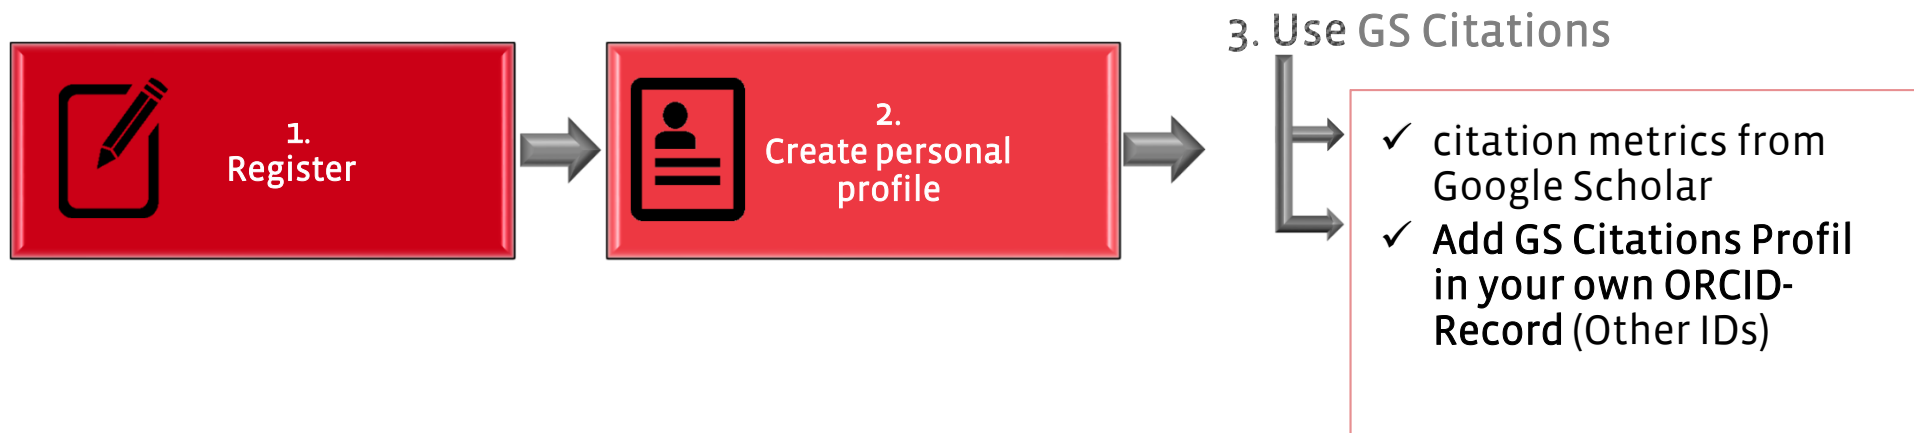 1.
Register
2.
Create personal
profile
3. Use GS Citations
✓ citation metrics from
Google Scholar
✓ Add GS Citations Profil
in your own ORCID-
Record (Other IDs)